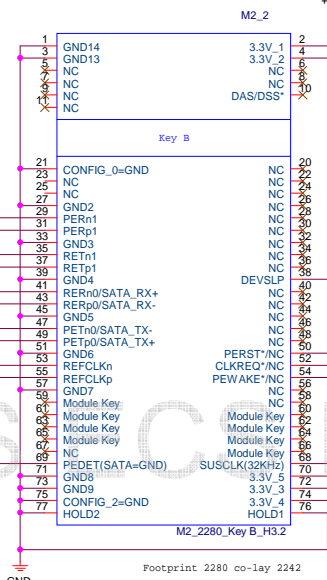 M2_2
1 GND14 3.3V_1 2
3 GND13 3.3V_2 4
5 NC NC 6
7 NC NC 8
9 NC DAS/DSS* 10
11 NC
Key B
21 CONFIG_0=GND NC 20
23 NC NC 22
25 NC NC 24
27 GND2 NC 26
29 PERn1 NC 28
31 PERp1 NC 30
33 GND3 NC 32
35 RETn1 NC 34
37 RETp1 NC 36
39 GND4 DEVSLP 38
41 RERn0/SATA_RX+ NC 40
43 RERp0/SATA_RX- NC 42
45 GND5 NC 44
47 PETn0/SATA_TX- NC 46
49 PETp0/SATA_TX+ NC 48
51 GND6 PERST*/NC 50
53 REFCLKn CLKREQ*/NC 52
55 REFCLKp PEWAKE*/NC 54
57 GND7 NC 56
59 Module Key NC 58
61 Module Key Module Key 60
63 Module Key Module Key 62
65 Module Key Module Key 64
67 NC Module Key 66
69 PEDET(SATA=GND) SUSCLK(32KHz) 68
71 GND8 3.3V_5 70
73 GND9 3.3V_3 72
75 CONFIG_2=GND 3.3V_4 74
77 HOLD2 HOLD1 76
M2_2280_Key B_H3.2
Footprint 2280 co-lay 2242
GND